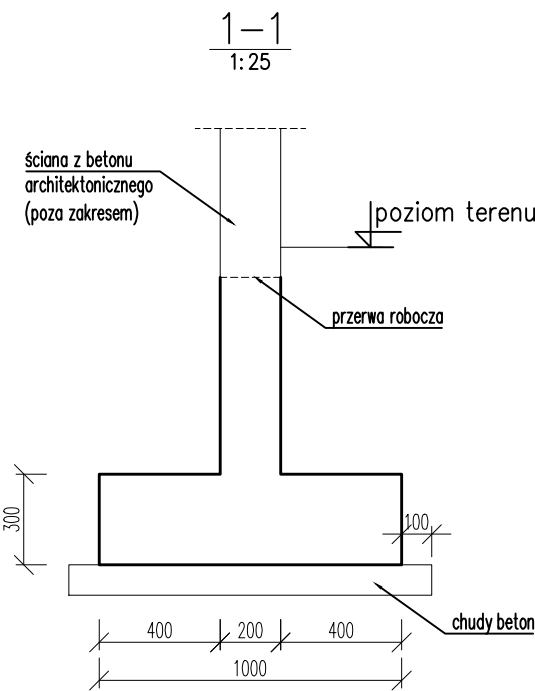 1-1
1:25
ściana z betonu
architektonicznego
(poza zakresem)
poziom terenu
przerwa robocza
300
100
chudy beton
400 200 400
1000